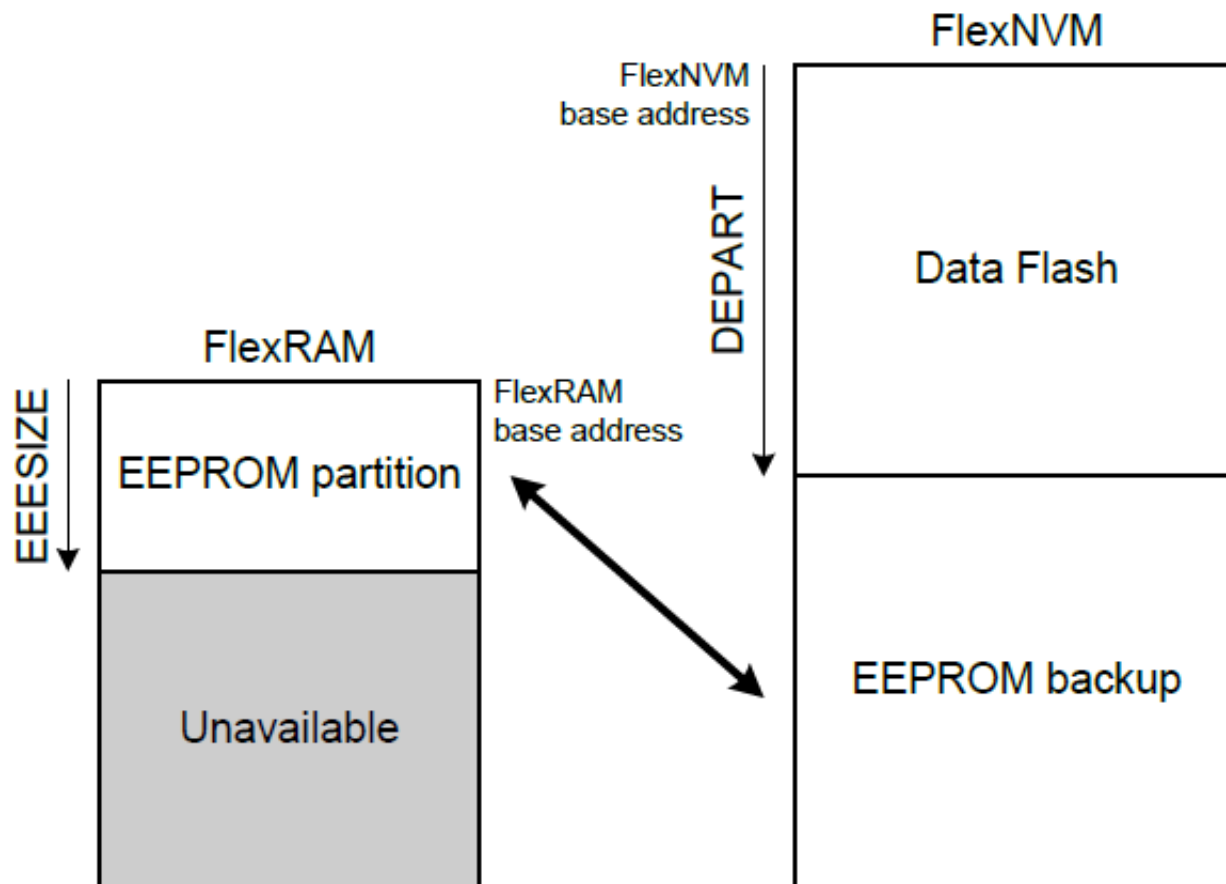 FlexNVM
FlexNVM
base address
DEPART
Data Flash
FlexRAM
EEESIZE
FlexRAM
base address
EEPROM partition
Unavailable
EEPROM backup